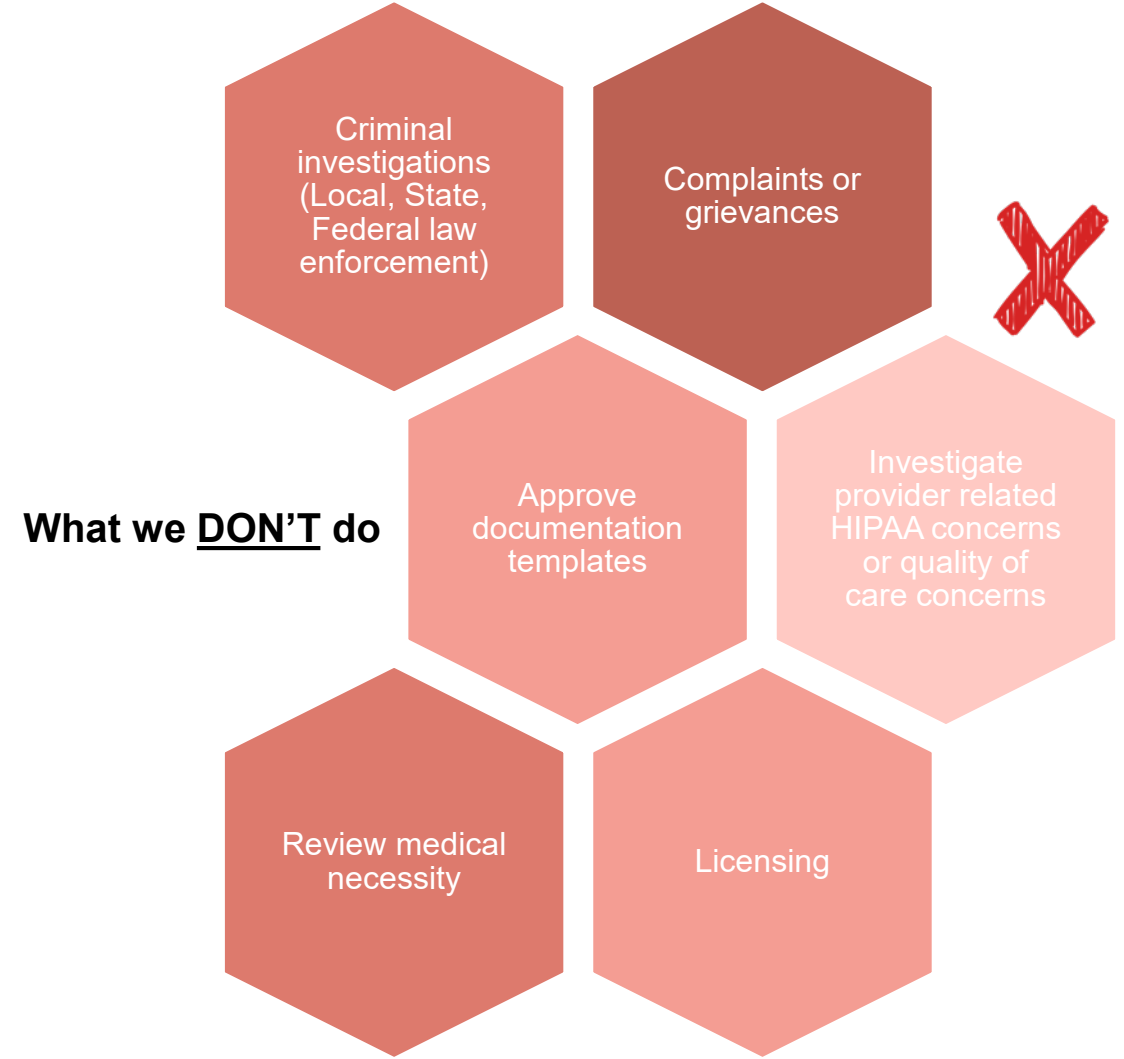 Criminal
investigations
(Local, State,
Federal law
enforcement)
Complaints or
grievances
What we DON’T do
Approve
documentation
templates
Investigate
provider related
HIPAA concerns
or quality of
care concerns
Review medical
necessity
Licensing